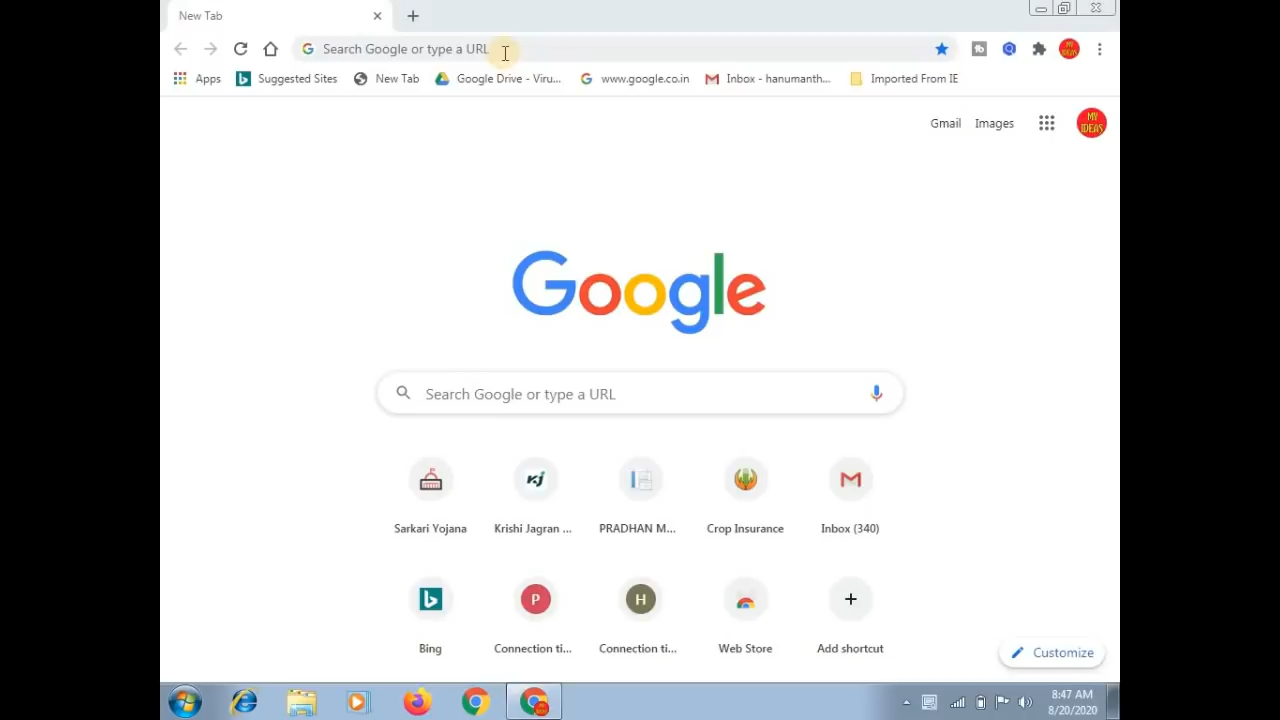 New Tab
Search Google or type a URL
Apps
Suggested Sites
New Tab
Google Drive - Viru...
www.google.co.in
Inbox - hanumanth...
Imported From IE
Gmail
Images
MY
IDEAS
Google
Search Google or type a URL
Sarkari Yojana
Krishi Jagran ...
PRADHAN M...
Crop Insurance
Inbox (340)
P
H
Bing
Connection ti...
Connection ti...
Web Store
Add shortcut
Customize
8:47 AM
8/20/2020